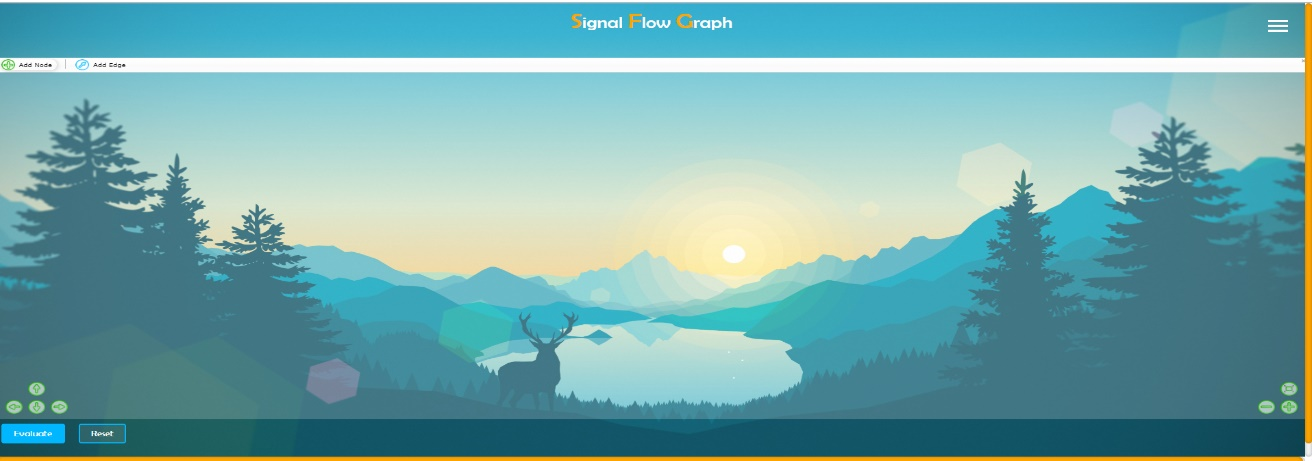 Signal Flow Graph
Add Node | Add Edge
Evaluate Reset